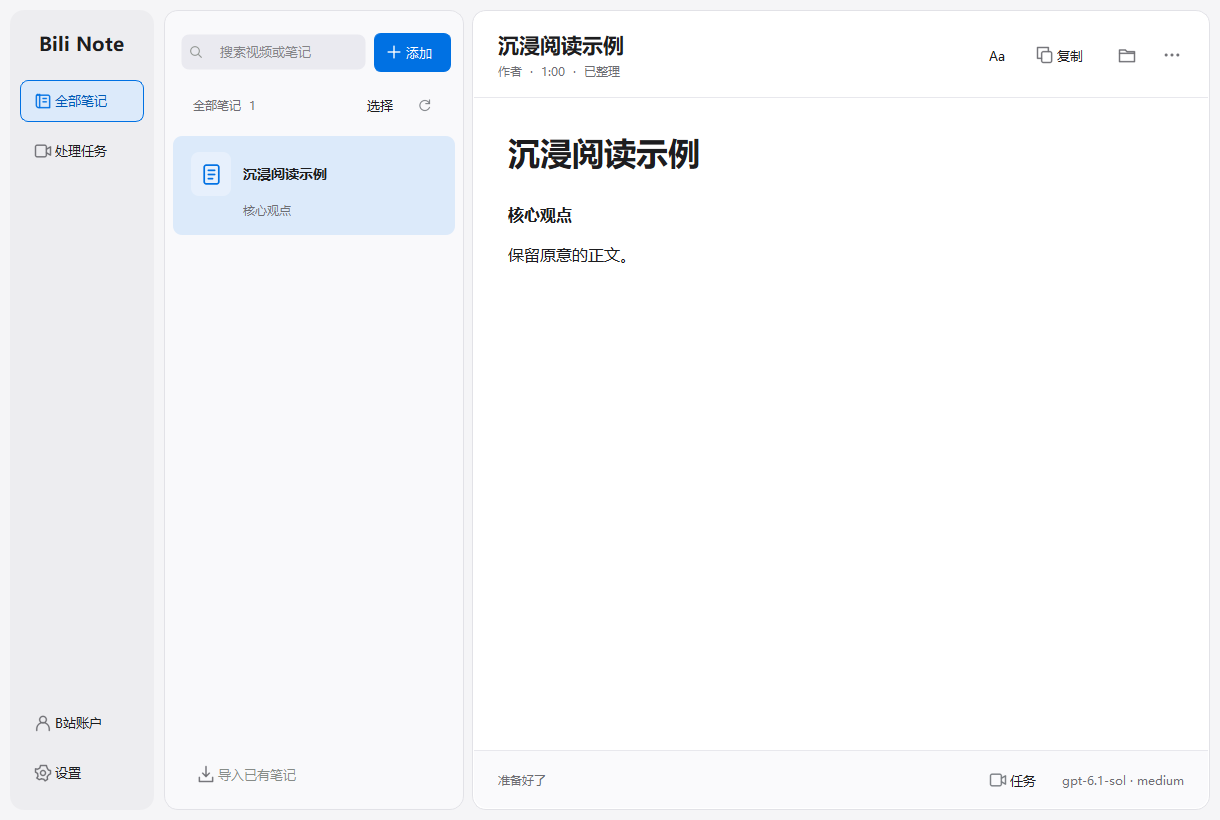 Bili Note
全部笔记
处理任务
B站账户
设置
搜索视频或笔记
添加
全部笔记 1
选择
沉浸阅读示例
核心观点
导入已有笔记
沉浸阅读示例
作者 · 1:00 · 已整理
Aa
复制
沉浸阅读示例
核心观点
保留原意的正文。
准备好了
任务
gpt-6.1-sol · medium